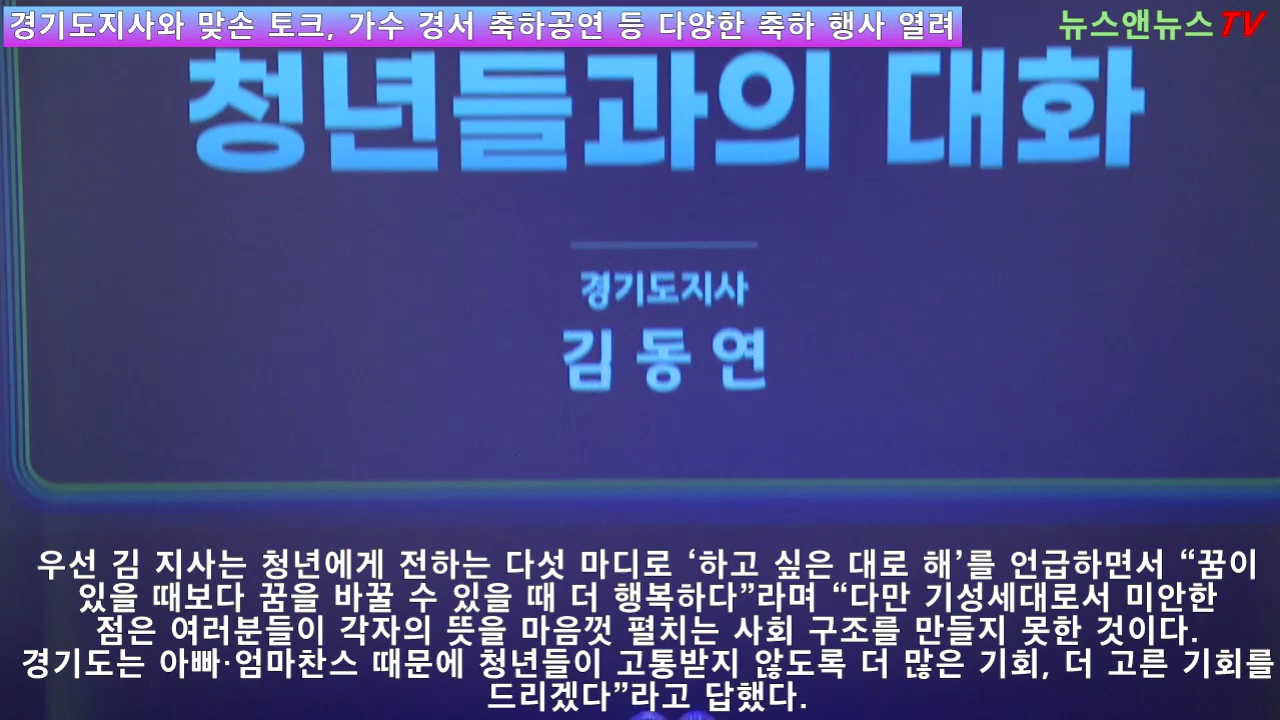 경기도지사와 맞손 토크, 가수 경서 축하공연 등 다양한 축하 행사 열려
뉴스앤뉴스TV
청년들과의 대화
경기도지사
김동연
우선 김 지사는 청년에게 전하는 다섯 마디로 ‘하고 싶은 대로 해’를 언급하면서 “꿈이
있을 때보다 꿈을 바꿀 수 있을 때 더 행복하다”라며 “다만 기성세대로서 미안한
점은 여러분들이 각자의 뜻을 마음껏 펼치는 사회 구조를 만들지 못한 것이다.
경기도는 아빠·엄마찬스 때문에 청년들이 고통받지 않도록 더 많은 기회, 더 고른 기회를
드리겠다”라고 답했다.